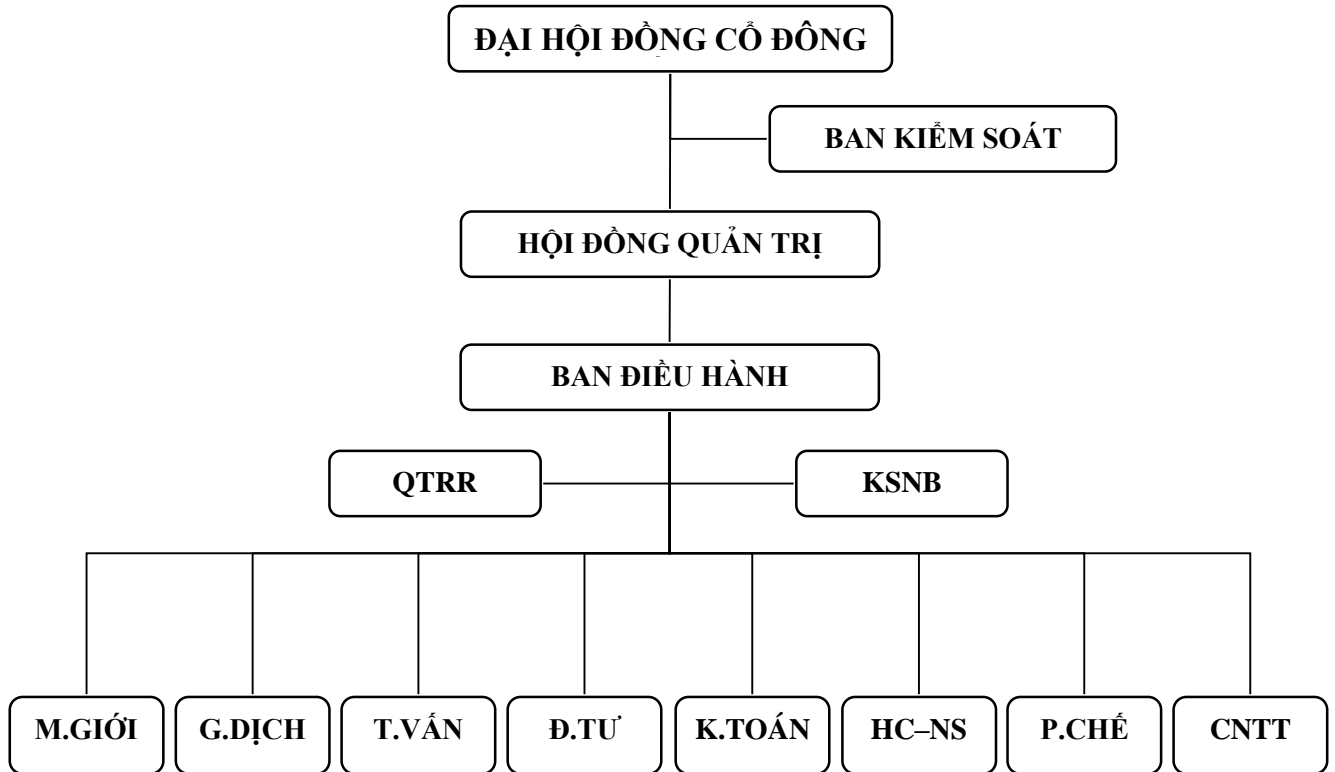 ĐẠI HỘI ĐỒNG CỔ ĐÔNG
BAN KIỂM SOÁT
HỘI ĐỒNG QUẢN TRỊ
BAN ĐIỀU HÀNH
QTRR
KSNB
M.GIỚI
G.DỊCH
T.VẤN
Đ.TƯ
K.TOÁN
HC–NS
P.CHẾ
CNTT